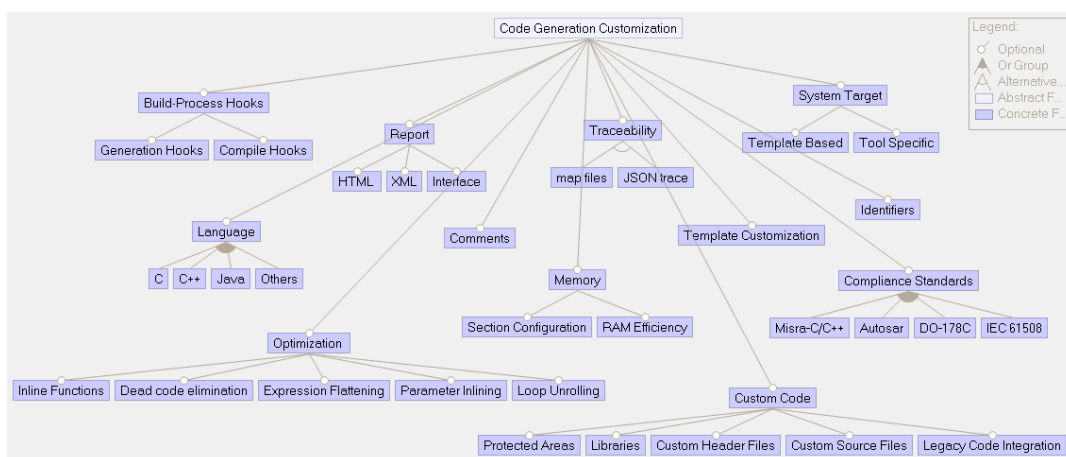 Code Generation Customization
Legend:
Optional
Or Group
Alternative...
Abstract F...
Concrete F...
Build-Process Hooks
System Target
Report
Traceability
Generation Hooks
Compile Hooks
Template Based
Tool Specific
HTML
XML
Interface
map files
JSON trace
Identifiers
Language
Comments
Template Customization
C
C++
Java
Others
Memory
Compliance Standards
Section Configuration
RAM Efficiency
Misra-C/C++
Autosar
DO-178C
IEC 61508
Optimization
Inline Functions
Dead code elimination
Expression Flattening
Parameter Inlining
Loop Unrolling
Custom Code
Protected Areas
Libraries
Custom Header Files
Custom Source Files
Legacy Code Integration